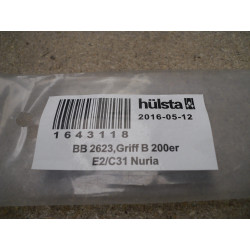 hülsta
2016-05-12
1643118
BB 2623,Griff B 200er
E2/C31 Nuria